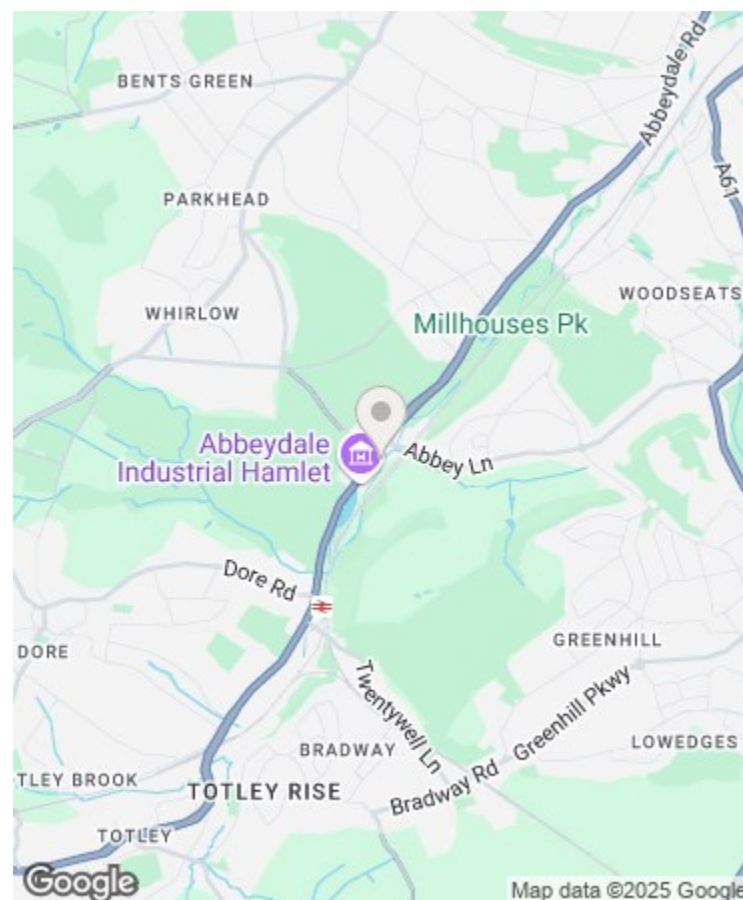 Abbeydale Rd
BENTS GREEN
A61
PARKHEAD
WOODSEATS
WHIRLOW
Millhouses Pk
Abbeydale
Industrial Hamlet
Abbey Ln
Dore Rd
GREENHILL
DORE
Twentywell Ln
Greenhill Pkwy
LOWEDGES
BRADWAY
TLEY BROOK
TOTLEY RISE
Bradway Rd
TOTLEY
Google
Map data ©2025 Google